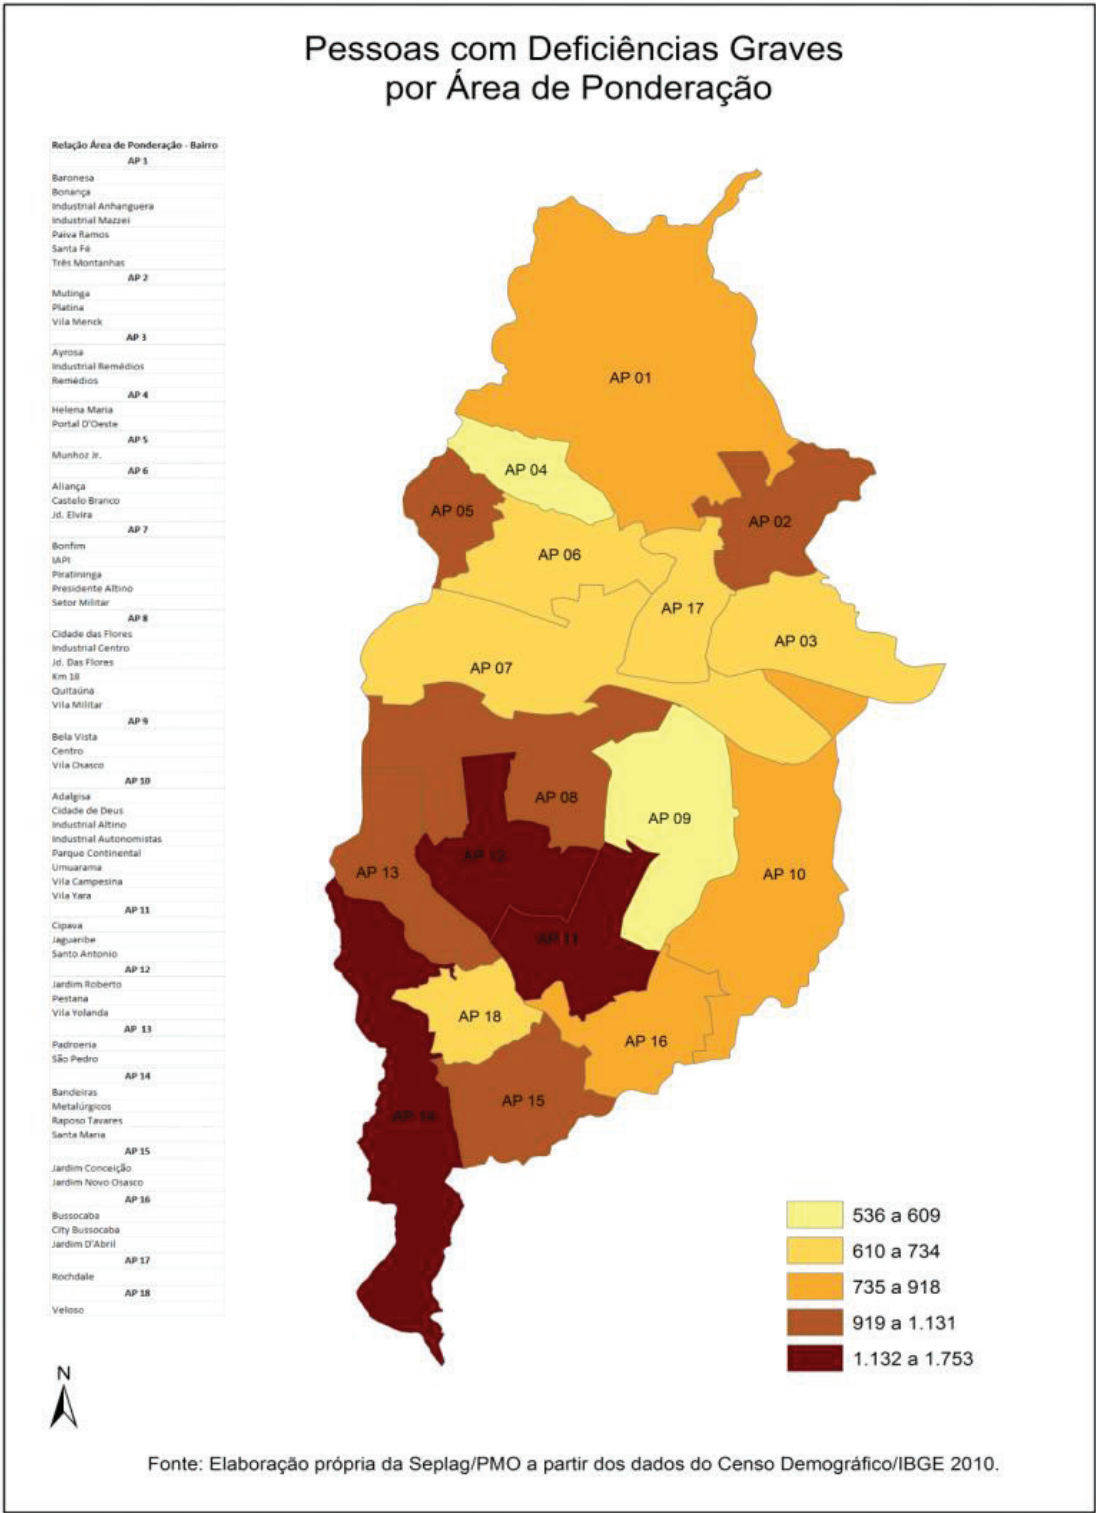 Pessoas com Deficiências Graves
por Área de Ponderação
Relação Área de Ponderação - Bairro
AP 1
Baronesa
Bonança
Industrial Anhanguera
Industrial Mazzei
Paiva Ramos
Santa Fé
Três Montanhas
AP 2
Mutinga
Platina
Vila Menck
AP 3
Ayrosa
Industrial Remédios
Remédios
AP 4
Helena Maria
Portal D'Oeste
AP 5
Munhoz Jr.
AP 6
Aliança
Castelo Branco
Jd. Elvira
AP 7
Bonfim
IAPI
Piratininga
Presidente Altino
Setor Militar
AP 8
Cidade das Flores
Industrial Centro
Jd. Das Flores
Km 18
Quitaúna
Vila Militar
AP 9
Bela Vista
Centro
Vila Osasco
AP 10
Adalgisa
Cidade de Deus
Industrial Altino
Industrial Autonomistas
Parque Continental
Umuarama
Vila Campesina
Vila Yara
AP 11
Cipava
Jaguaribe
Santo Antonio
AP 12
Jardim Roberto
Pestana
Vila Yolanda
AP 13
Padroeria
São Pedro
AP 14
Bandeiras
Metalúrgicos
Raposo Tavares
Santa Maria
AP 15
Jardim Conceição
Jardim Novo Osasco
AP 16
Bussocaba
City Bussocaba
Jardim D'Abril
AP 17
Rochdale
AP 18
Veloso
AP 01
AP 04
AP 05
AP 02
AP 06
AP 17
AP 03
AP 07
AP 08
AP 09
AP 12
AP 13
AP 10
AP 11
AP 18
AP 16
AP 15
AP 14
536 a 609
610 a 734
735 a 918
919 a 1.131
1.132 a 1.753
N
Fonte: Elaboração própria da Seplag/PMO a partir dos dados do Censo Demográfico/IBGE 2010.